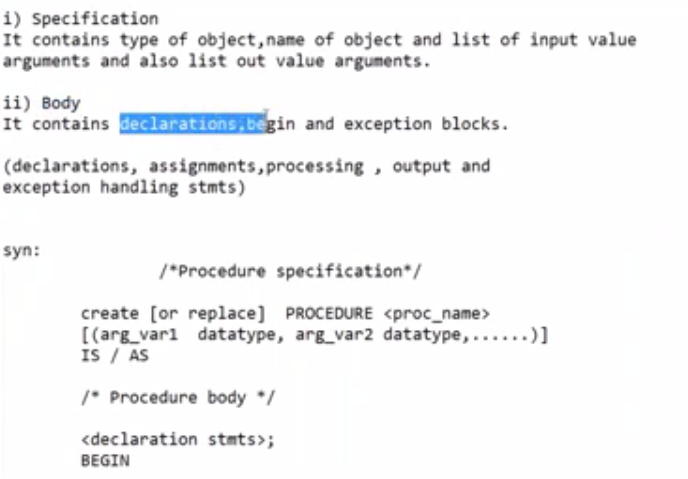 i) Specification
It contains type of object,name of object and list of input value
arguments and also list out value arguments.
ii) Body
It contains declarations,begin and exception blocks.
(declarations, assignments,processing , output and
exception handling stmts)
syn:
/*Procedure specification*/
create [or replace]  PROCEDURE <proc_name>
[(arg_var1  datatype, arg_var2 datatype,......)]
IS / AS
/* Procedure body */
<declaration stmts>;
BEGIN